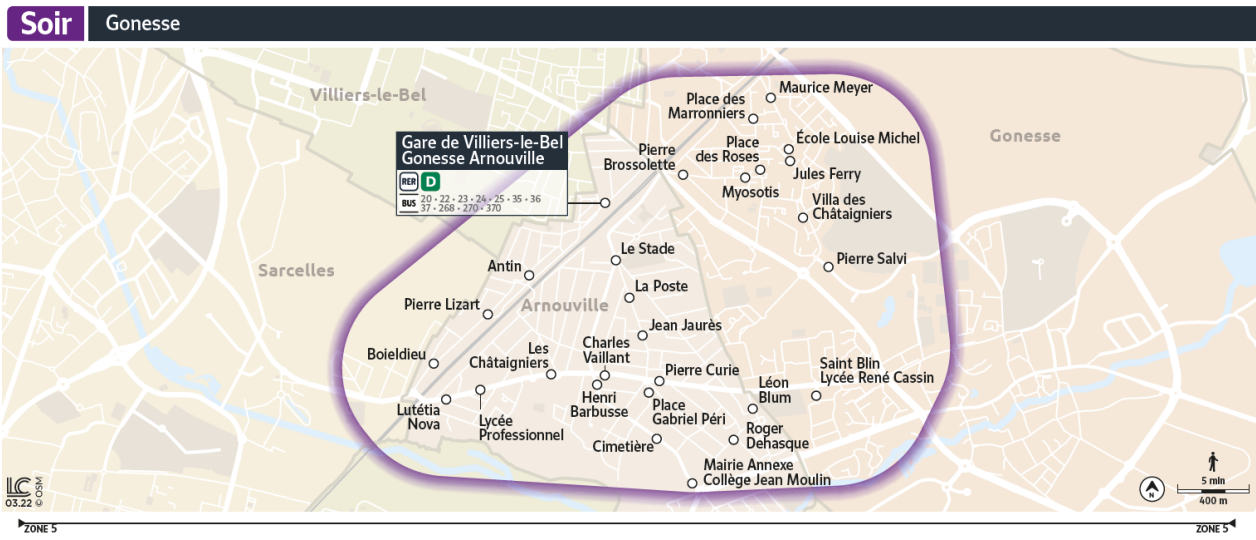 Soir
Gonesse
Villiers-le-Bel
Gonesse
Sarcelles
Arnouville
Maurice Meyer
Place des
Marronniers
École Louise Michel
Pierre
Brossolette
Place
des Roses
Jules Ferry
Myosotis
Villa des
Châtaigniers
Gare de Villiers-le-Bel
Gonesse Arnouville
RER D
BUS 20 • 22 • 23 • 24 • 25 • 35 • 36
37 • 268 • 270 • 370
Le Stade
Pierre Salvi
Antin
La Poste
Pierre Lizart
Jean Jaurès
Boieldieu
Les
Châtaigniers
Charles
Vaillant
Pierre Curie
Saint Blin
Lycée René Cassin
Léon
Blum
Henri
Barbusse
Place
Gabriel Péri
Lutétia
Nova
Lycée
Professionnel
Roger
Dehasque
Cimetière
Mairie Annexe
Collège Jean Moulin
LC
03.22
© OSM
N
5 min
400 m
ZONE 5
ZONE 5